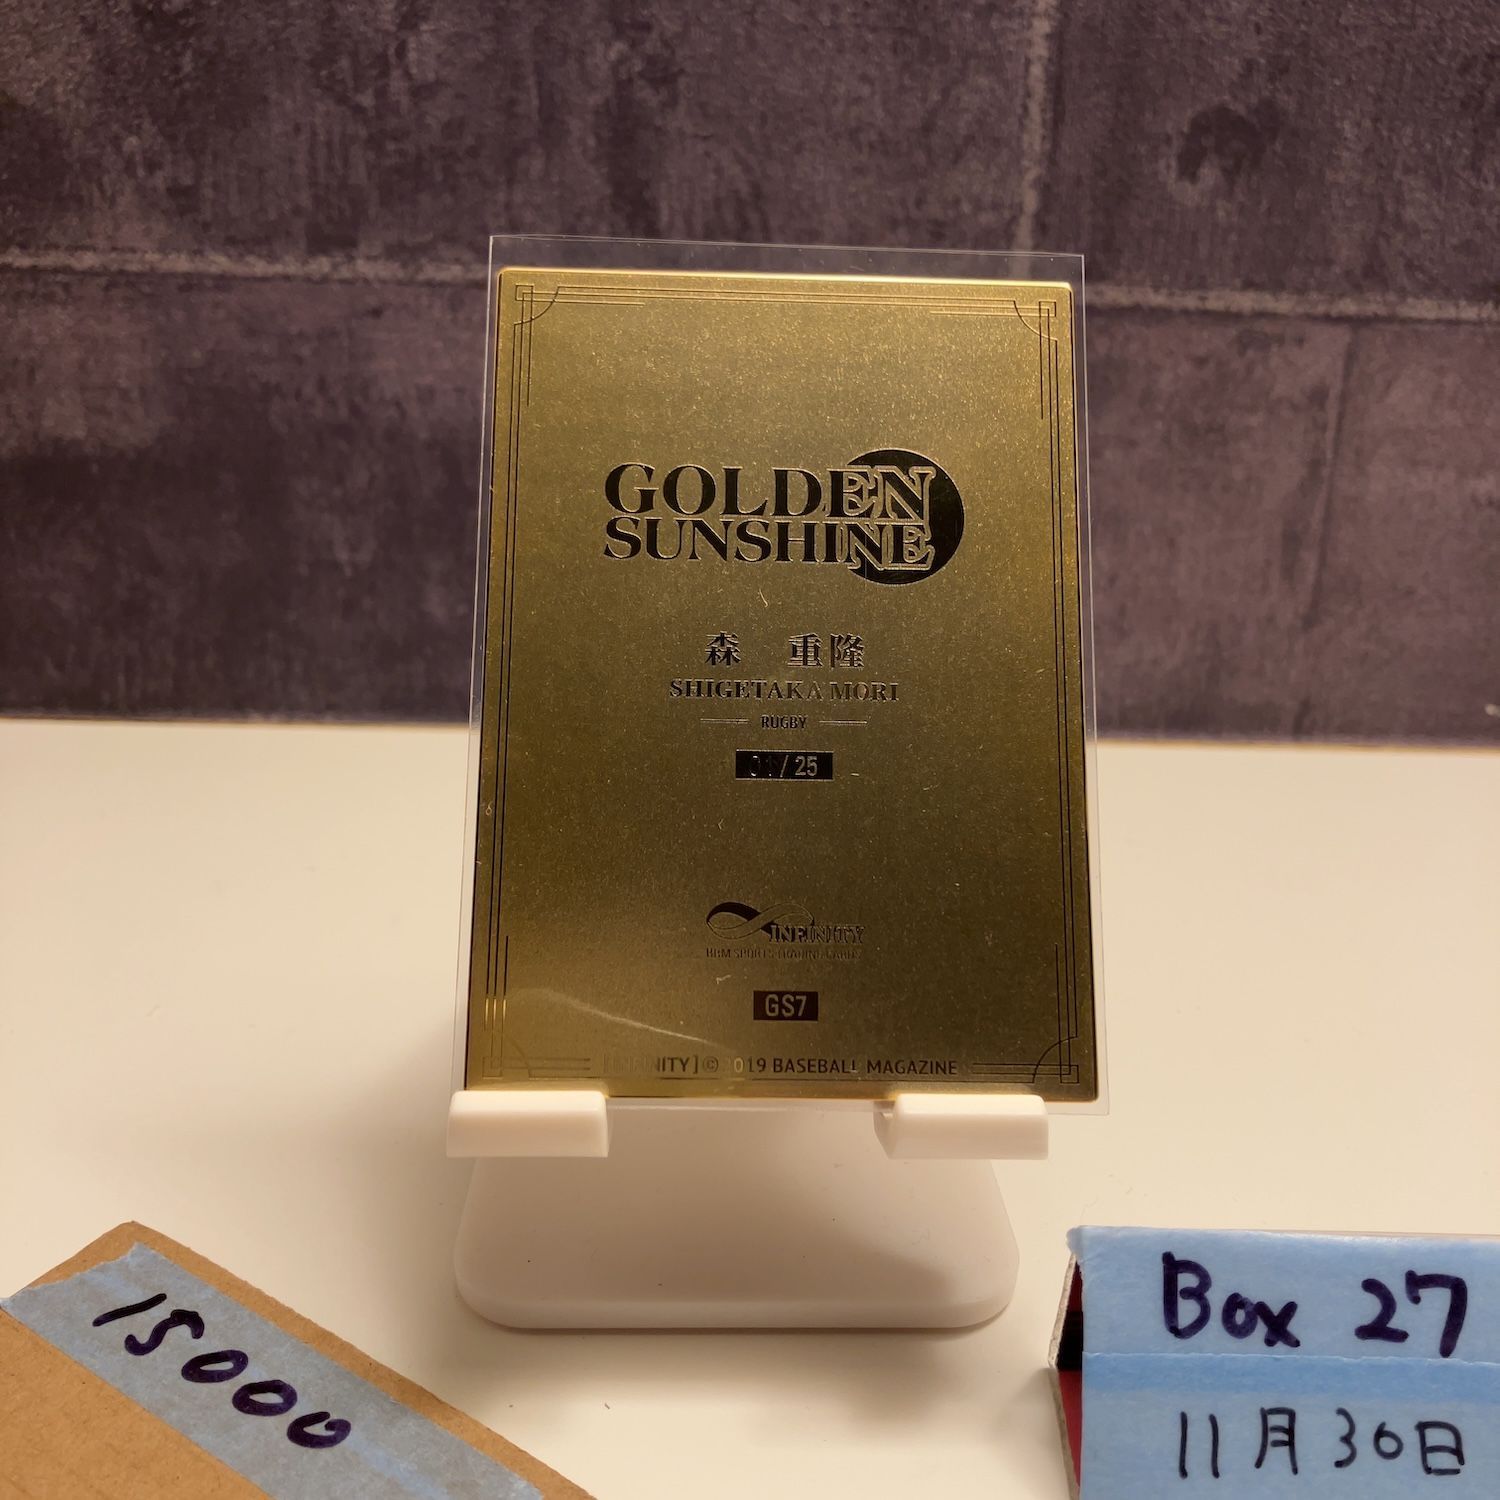 GOLDEN
SUNSHINE
森 重隆
SHIGETAKA MORI
RUGBY
/ 25
INFINITY
BBM SPORTS TRADING CARDS
GS7
[INFINITY] © 2019 BASEBALL MAGAZINE
15000
Box 27
11月30日